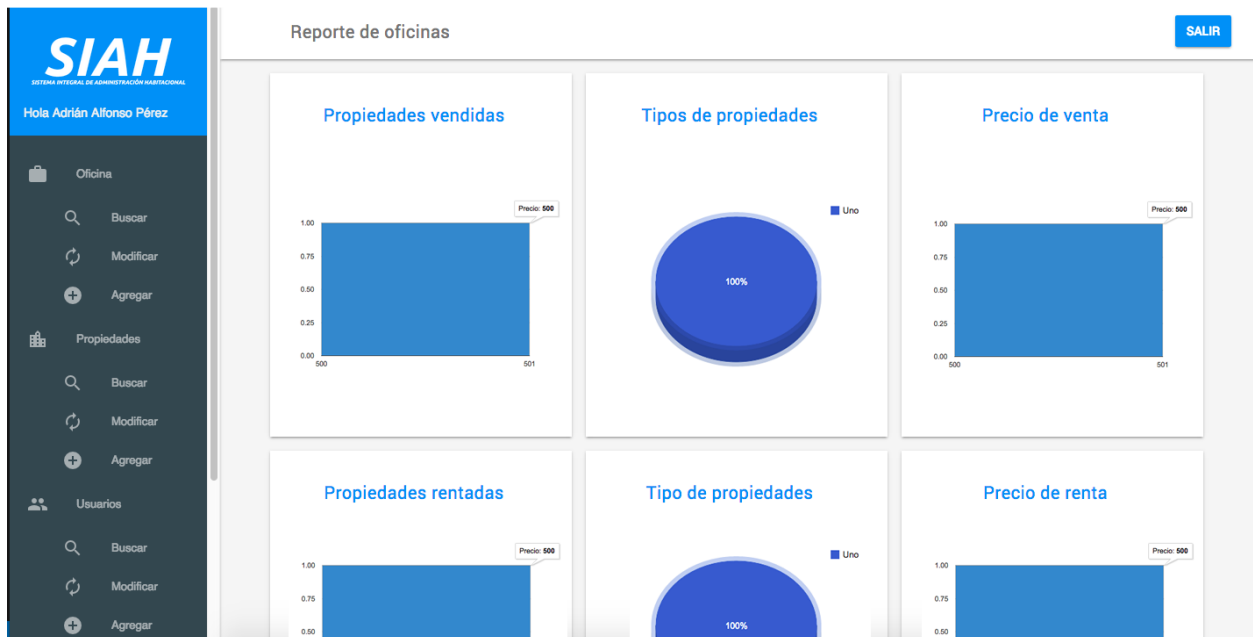 SIAH
SISTEMA INTEGRAL DE ADMINISTRACIÓN HABITACIONAL
Hola Adrián Alfonso Pérez
Oficina
Buscar
Modificar
Agregar
Propiedades
Buscar
Modificar
Agregar
Usuarios
Buscar
Modificar
Agregar
Reporte de oficinas
SALIR
Propiedades vendidas
Precio: 500
1.00
0.75
0.50
0.25
0.00
500 501
Tipos de propiedades
Uno
100%
Precio de venta
Precio: 500
1.00
0.75
0.50
0.25
0.00
500 501
Propiedades rentadas
Precio: 500
1.00
0.75
0.50
Tipo de propiedades
Uno
100%
Precio de renta
Precio: 500
1.00
0.75
0.50